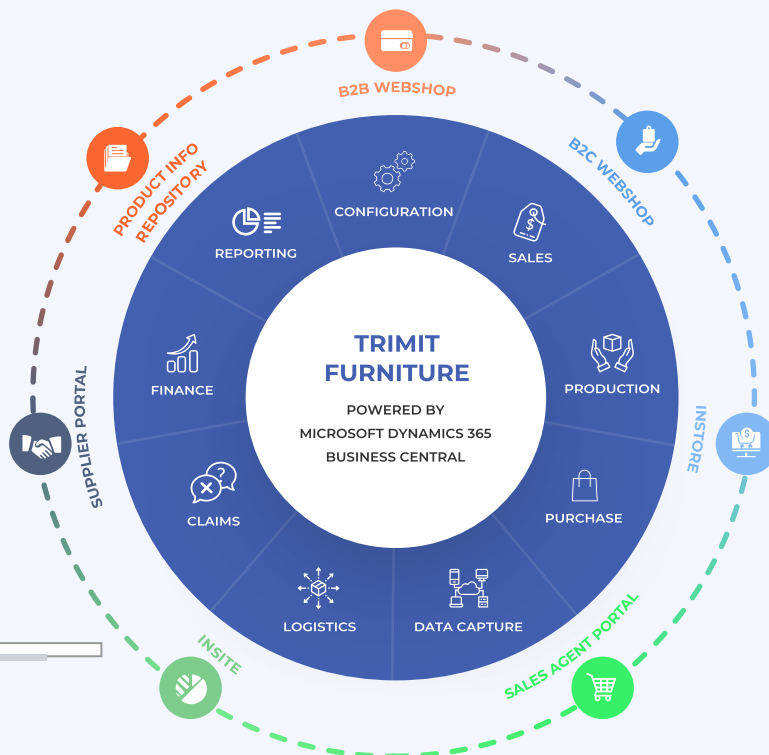 B2B WEBSHOP
B2C WEBSHOP
PRODUCT INFO
REPOSITORY
CONFIGURATION
REPORTING
SALES
TRIMIT
FURNITURE
POWERED BY
MICROSOFT DYNAMICS 365
BUSINESS CENTRAL
FINANCE
PRODUCTION
SUPPLIER PORTAL
INSTORE
CLAIMS
PURCHASE
LOGISTICS
DATA CAPTURE
INSITE
SALES AGENT PORTAL